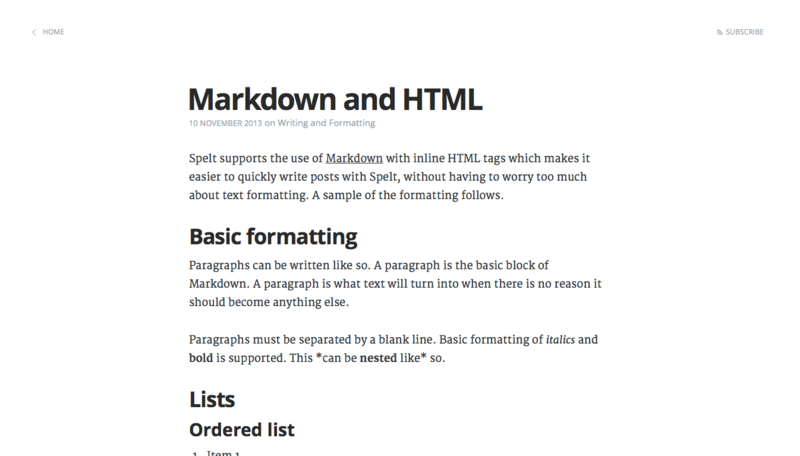 HOME
SUBSCRIBE
Markdown and HTML
10 NOVEMBER 2013 on Writing and Formatting
Spelt supports the use of Markdown with inline HTML tags which makes it
easier to quickly write posts with Spelt, without having to worry too much
about text formatting. A sample of the formatting follows.
Basic formatting
Paragraphs can be written like so. A paragraph is the basic block of
Markdown. A paragraph is what text will turn into when there is no reason it
should become anything else.
Paragraphs must be separated by a blank line. Basic formatting of italics and
bold is supported. This *can be nested like* so.
Lists
Ordered list
1. Item 1